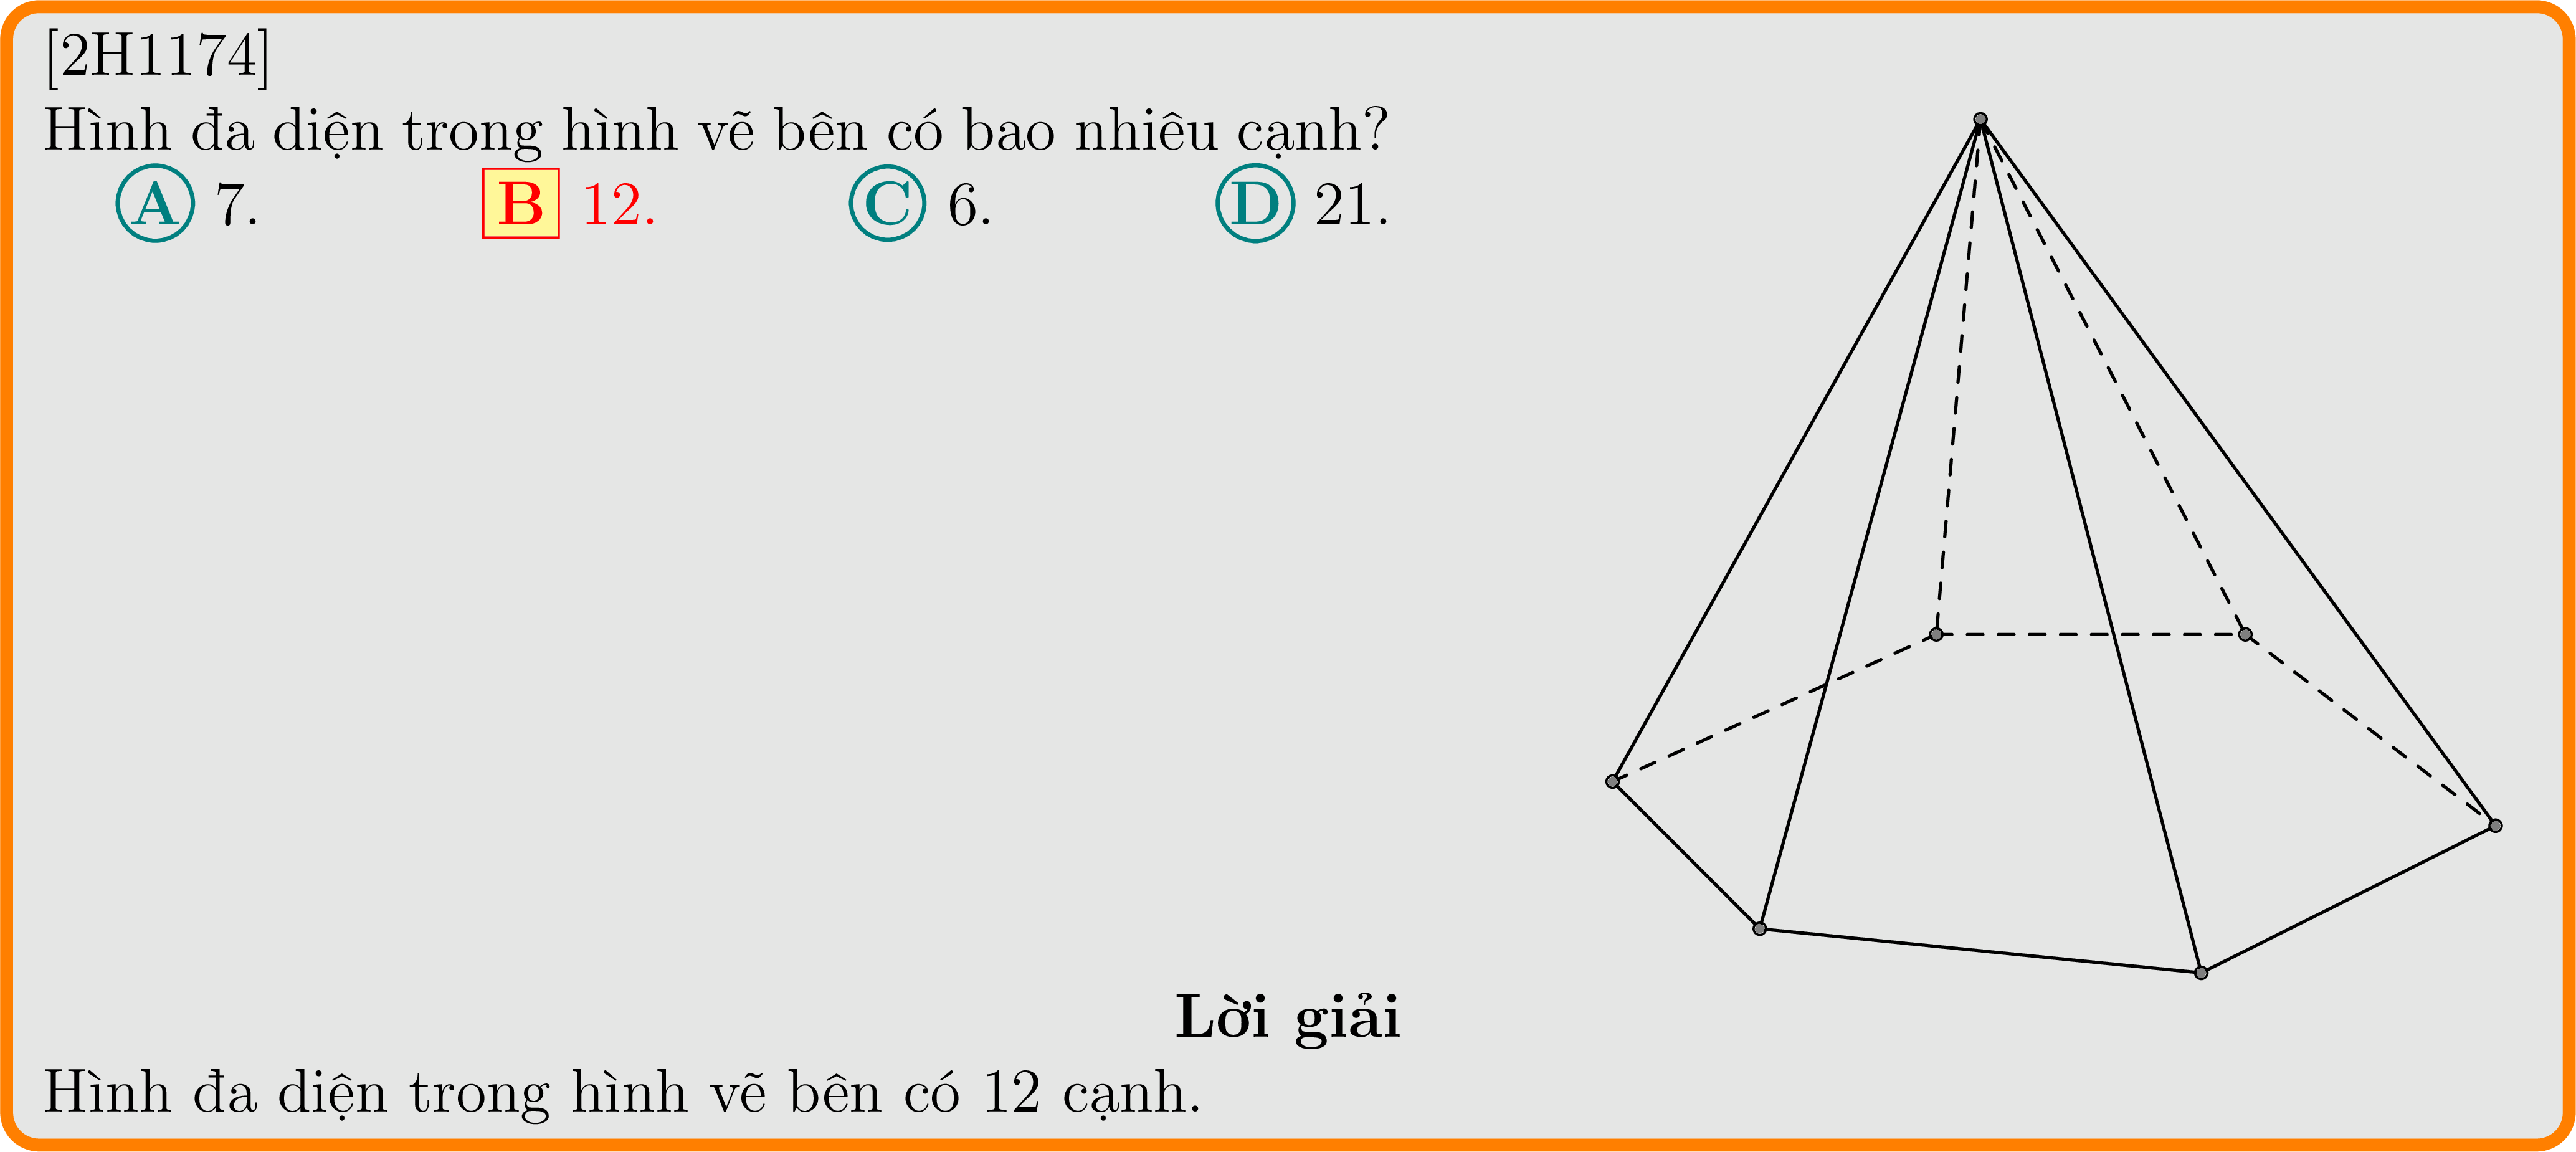 [2H1174]
Hình đa diện trong hình vẽ bên có bao nhiêu cạnh?
A 7. B 12. C 6. D 21.
Lời giải
Hình đa diện trong hình vẽ bên có 12 cạnh.